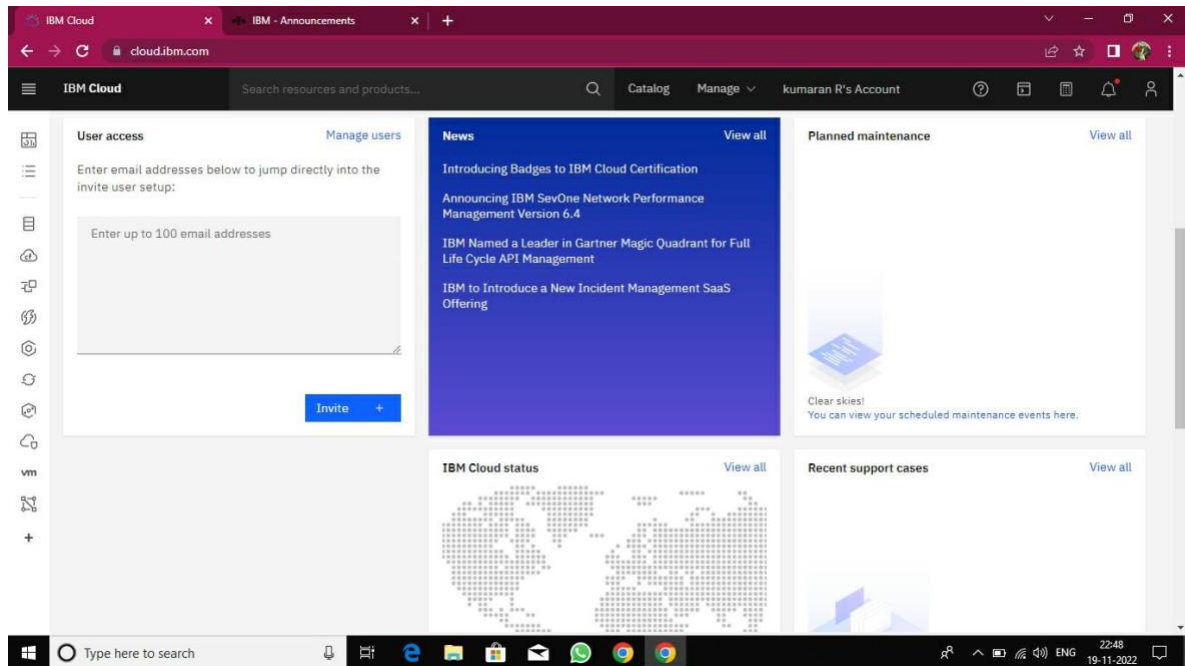 IBM Cloud
IBM - Announcements
cloud.ibm.com
IBM Cloud
Search resources and products...
Catalog
Manage
kumaran R's Account
User access
Manage users
Enter email addresses below to jump directly into the
invite user setup:
Enter up to 100 email addresses
Invite +
News
View all
Introducing Badges to IBM Cloud Certification
Announcing IBM SevOne Network Performance
Management Version 6.4
IBM Named a Leader in Gartner Magic Quadrant for Full
Life Cycle API Management
IBM to Introduce a New Incident Management SaaS
Offering
Planned maintenance
View all
Clear skies!
You can view your scheduled maintenance events here.
vm
IBM Cloud status
View all
Recent support cases
View all
Type here to search
ENG
22:48
19-11-2022